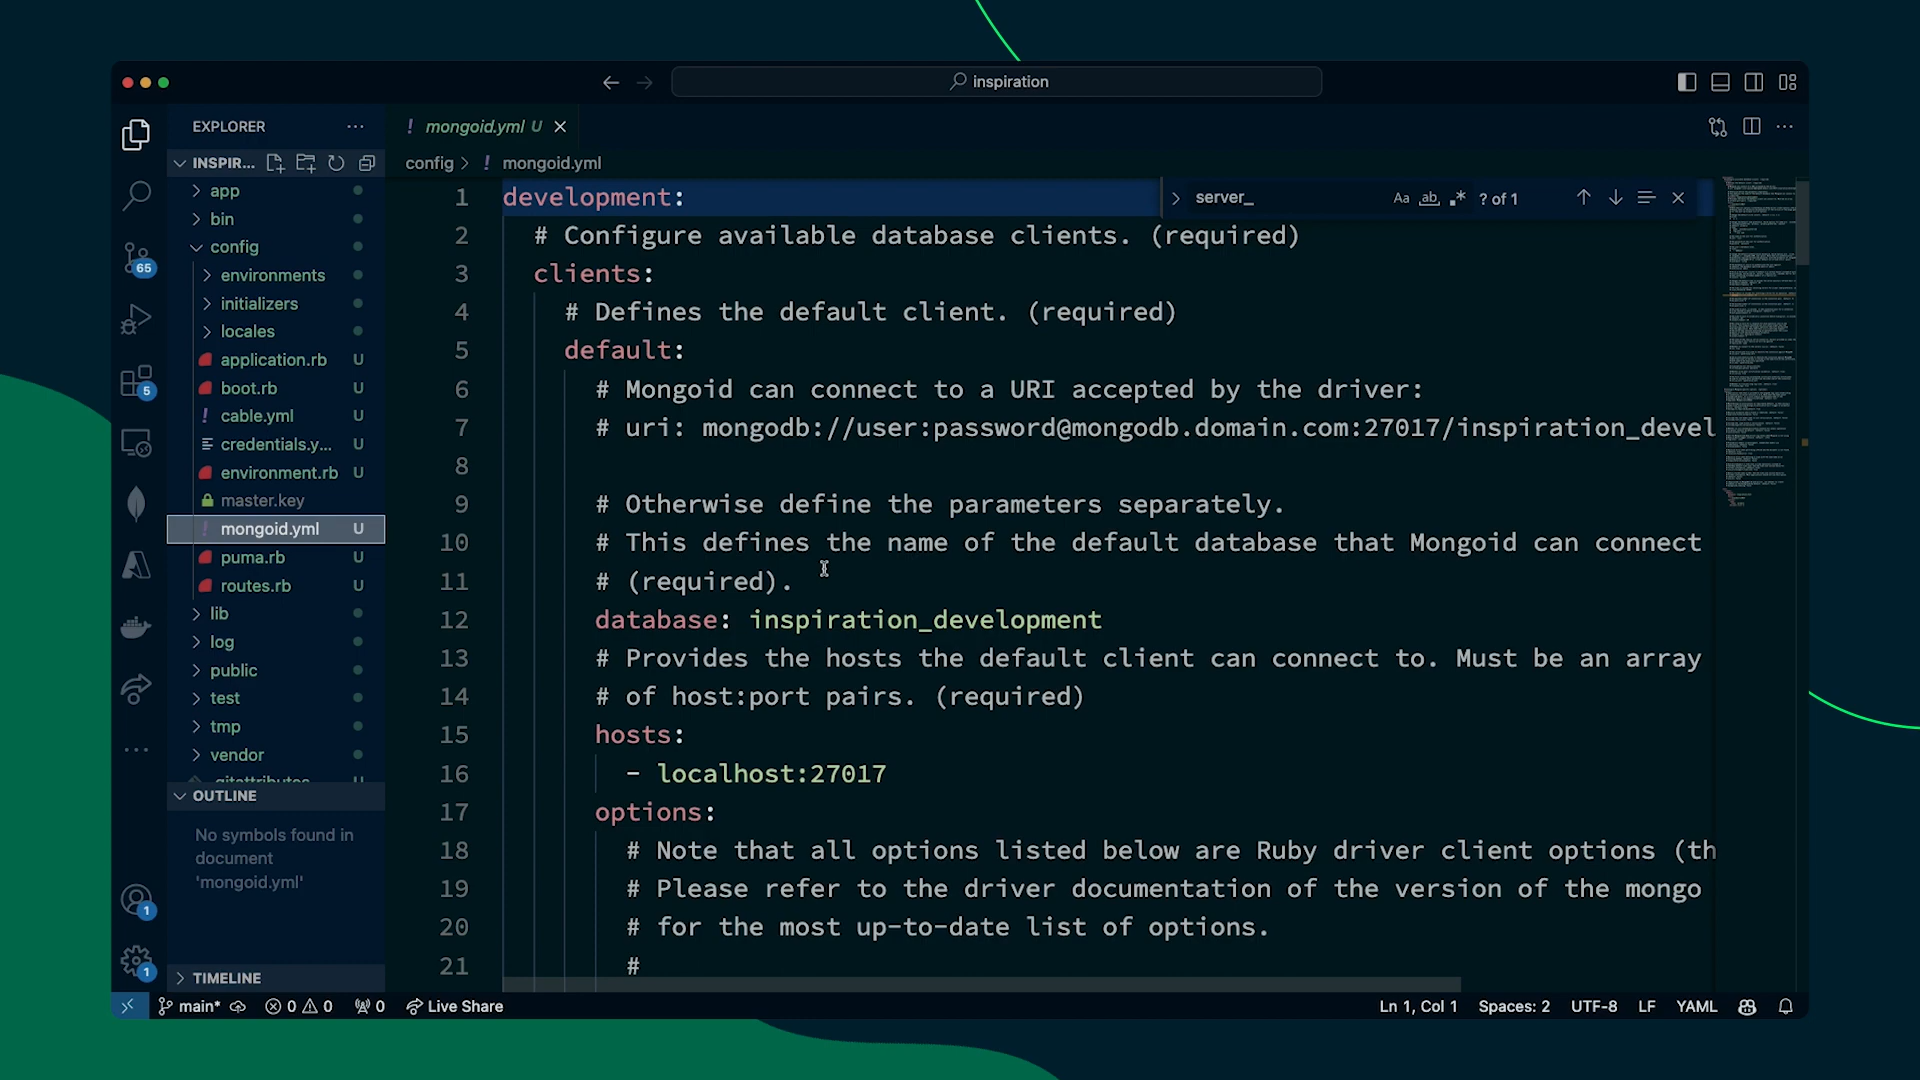 inspiration
EXPLORER
mongoid.yml U
INSPIR...
config > ! mongoid.yml
app
bin
config
environments
initializers
locales
application.rb U
boot.rb U
! cable.yml U
credentials.y... U
environment.rb U
master.key
! mongoid.yml U
puma.rb U
routes.rb U
lib
log
public
test
tmp
vendor
.gitattributes U
OUTLINE
No symbols found in
document
'mongoid.yml'
TIMELINE
65
5
1
1
server_
Aa ab .* ? of 1
1 development:
2 # Configure available database clients. (required)
3 clients:
4 # Defines the default client. (required)
5 default:
6 # Mongoid can connect to a URI accepted by the driver:
7 # uri: mongodb://user:password@mongodb.domain.com:27017/inspiration_devel
8
9 # Otherwise define the parameters separately.
10 # This defines the name of the default database that Mongoid can connect
11 # (required).
12 database: inspiration_development
13 # Provides the hosts the default client can connect to. Must be an array
14 # of host:port pairs. (required)
15 hosts:
16 - localhost:27017
17 options:
18 # Note that all options listed below are Ruby driver client options (th
19 # Please refer to the driver documentation of the version of the mongo
20 # for the most up-to-date list of options.
21 #
main* 0 0 0 Live Share
Ln 1, Col 1 Spaces: 2 UTF-8 LF YAML